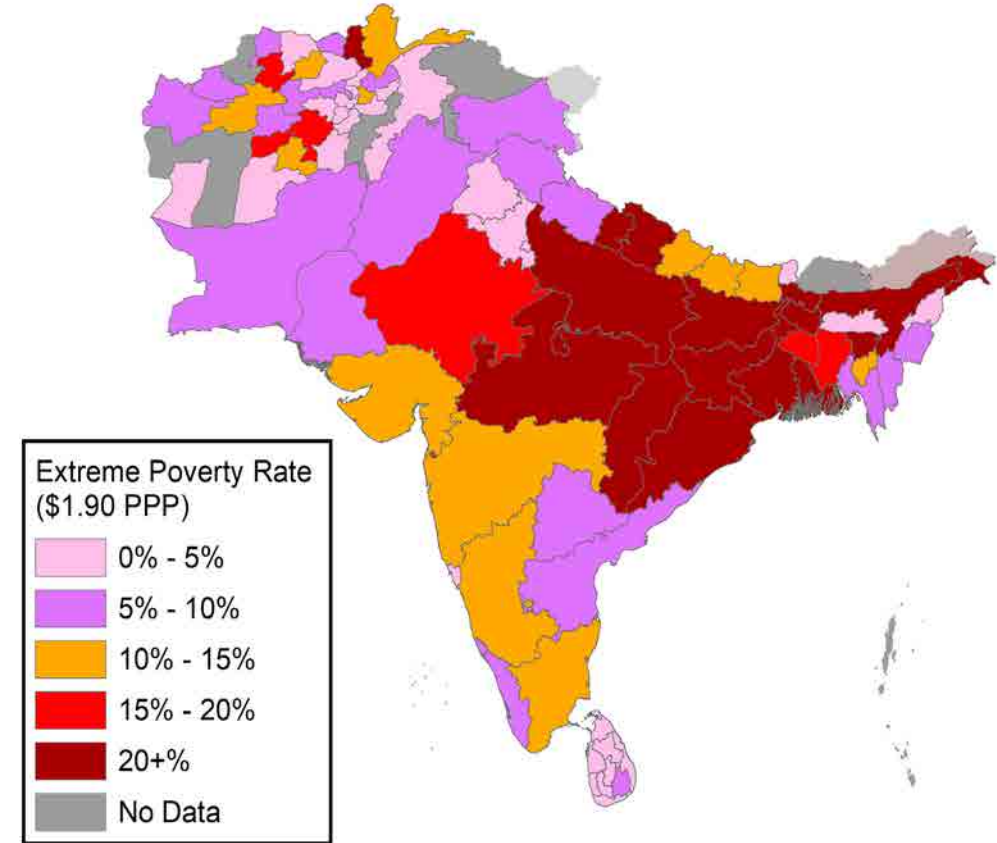 Extreme Poverty Rate
($1.90 PPP)
0% - 5%
5% - 10%
10% - 15%
15% - 20%
20+%
No Data